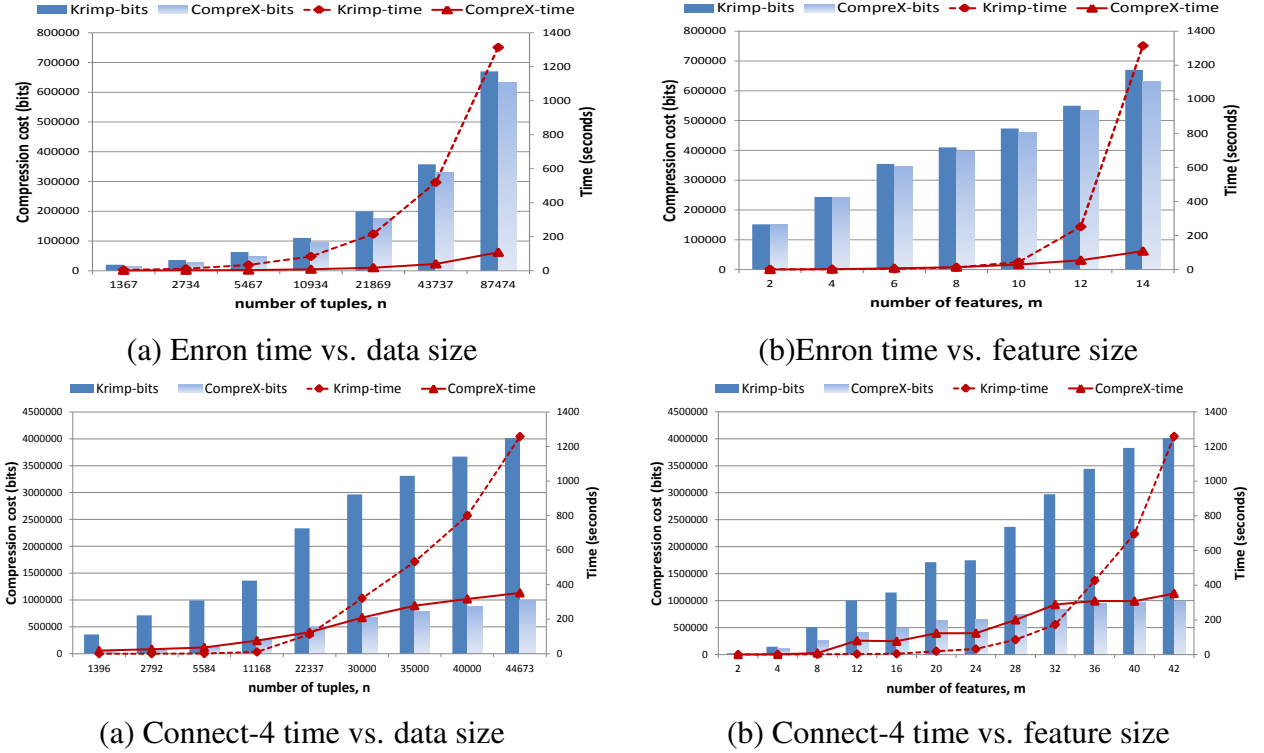 Krimp-bits CompreX-bits Krimp-time CompreX-time
800000
700000
600000
500000
400000
300000
200000
100000
0
Compression cost (bits)
1400
1200
1000
800
600
400
200
0
Time (seconds)
1367 2734 5467 10934 21869 43737 87474
number of tuples, n
(a) Enron time vs. data size
Krimp-bits CompreX-bits Krimp-time CompreX-time
800000
700000
600000
500000
400000
300000
200000
100000
0
Compression cost (bits)
1400
1200
1000
800
600
400
200
0
Time (seconds)
2 4 6 8 10 12 14
number of features, m
(b)Enron time vs. feature size
Krimp-bits CompreX-bits Krimp-time CompreX-time
4500000
4000000
3500000
3000000
2500000
2000000
1500000
1000000
500000
0
Compression cost (bits)
1400
1200
1000
800
600
400
200
0
Time (seconds)
1396 2792 5584 11168 22337 30000 35000 40000 44673
number of tuples, n
(a) Connect-4 time vs. data size
Krimp-bits CompreX-bits Krimp-time CompreX-time
4500000
4000000
3500000
3000000
2500000
2000000
1500000
1000000
500000
0
Compression cost (bits)
1400
1200
1000
800
600
400
200
0
Time (seconds)
2 4 8 12 16 20 24 28 32 36 40 42
number of features, m
(b) Connect-4 time vs. feature size